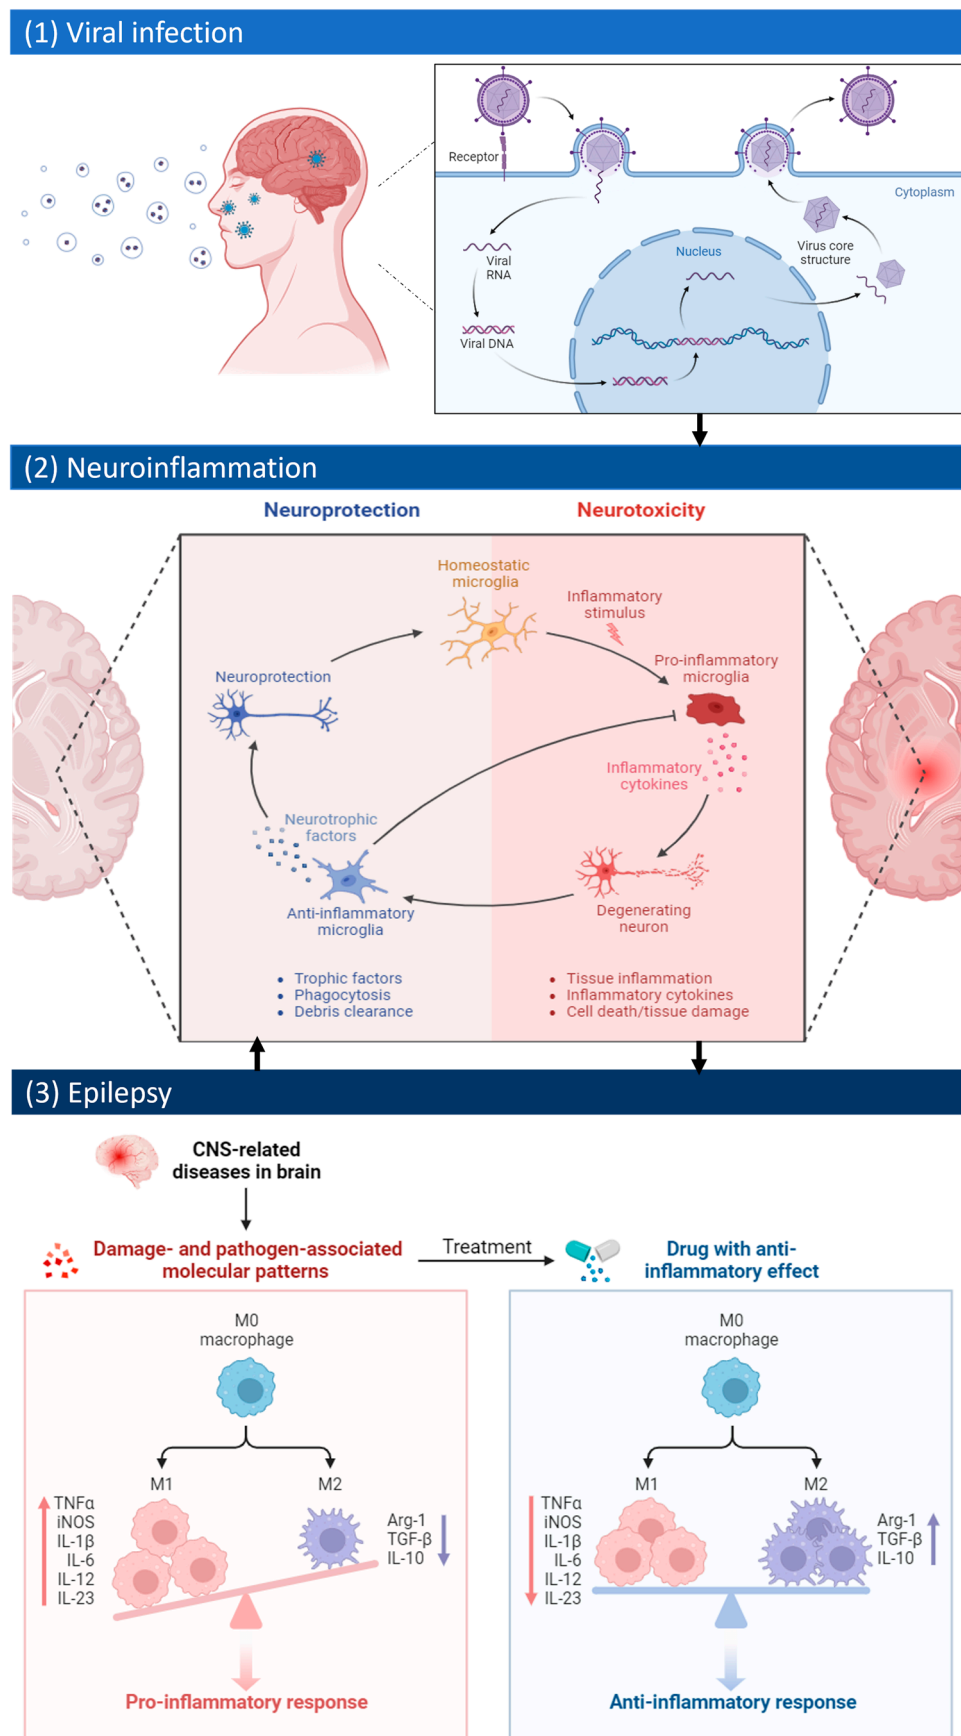 (1) Viral infection
Receptor
Cytoplasm
Viral
RNA
Nucleus
Virus core
structure
Viral DNA
(2) Neuroinflammation
Neuroprotection
Neurotoxicity
Homeostatic
microglia
Inflammatory
stimulus
Neuroprotection
Pro-inflammatory
microglia
Inflammatory
cytokines
Neurotrophic
factors
Anti-inflammatory
microglia
Degenerating
neuron
• Trophic factors
• Phagocytosis
• Debris clearance
• Tissue inflammation
• Inflammatory cytokines
• Cell death/tissue damage
(3) Epilepsy
CNS-related
diseases in brain
Damage- and pathogen-associated
molecular patterns
Treatment
Drug with anti-
inflammatory effect
M0
macrophage
M1
M2
TNFα
iNOS
IL-1β
IL-6
IL-12
IL-23
Arg-1
TGF-β
IL-10
Pro-inflammatory response
M0
macrophage
M1
M2
TNFα
iNOS
IL-1β
IL-6
IL-12
IL-23
Arg-1
TGF-β
IL-10
Anti-inflammatory response